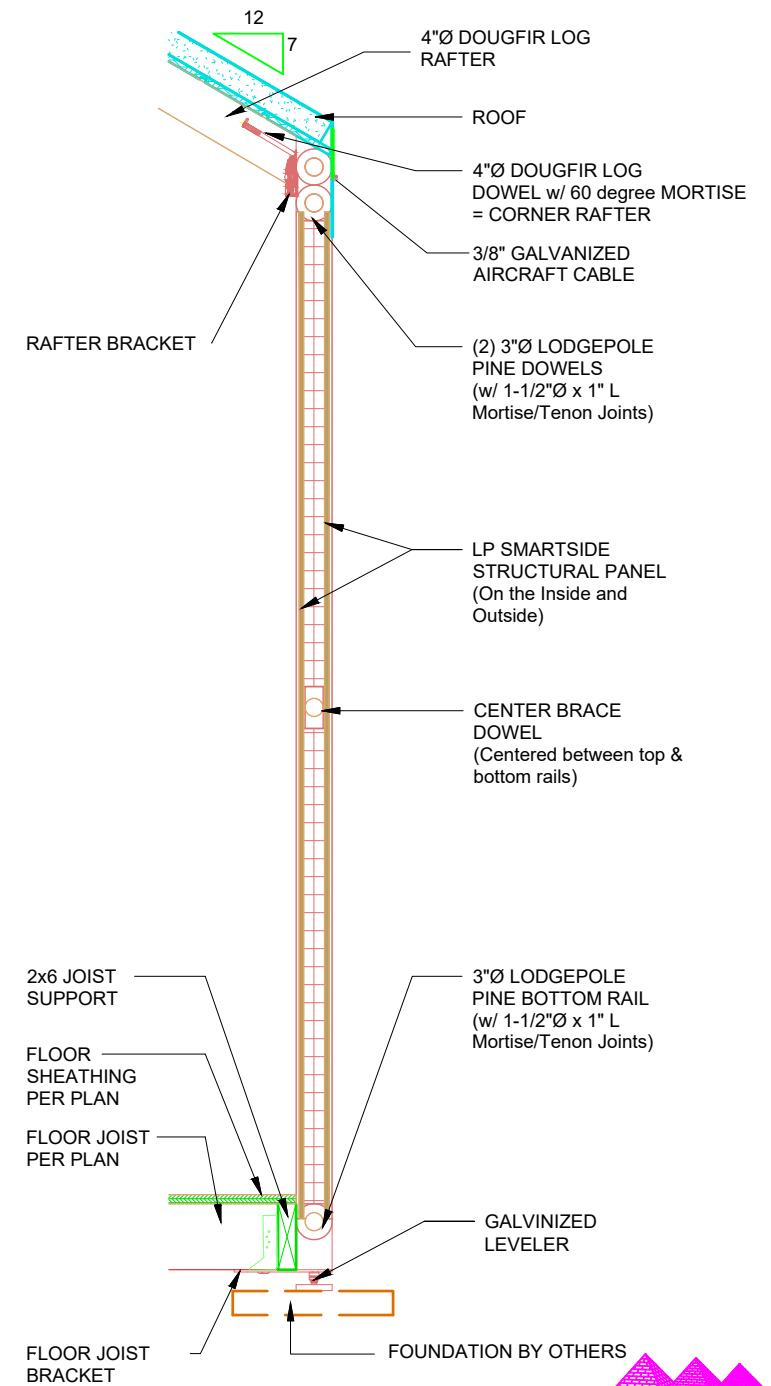 12
7
4"Ø DOUGFIR LOG
RAFTER
ROOF
4"Ø DOUGFIR LOG
DOWEL w/ 60 degree MORTISE
= CORNER RAFTER
3/8" GALVANIZED
AIRCRAFT CABLE
RAFTER BRACKET
(2) 3"Ø LODGEPOLE
PINE DOWELS
(w/ 1-1/2"Ø x 1" L
Mortise/Tenon Joints)
LP SMARTSIDE
STRUCTURAL PANEL
(On the Inside and
Outside)
CENTER BRACE
DOWEL
(Centered between top &
bottom rails)
2x6 JOIST
SUPPORT
3"Ø LODGEPOLE
PINE BOTTOM RAIL
(w/ 1-1/2"Ø x 1" L
Mortise/Tenon Joints)
FLOOR
SHEATHING
PER PLAN
FLOOR JOIST
PER PLAN
GALVINIZED
LEVELER
FLOOR JOIST
BRACKET
FOUNDATION BY OTHERS